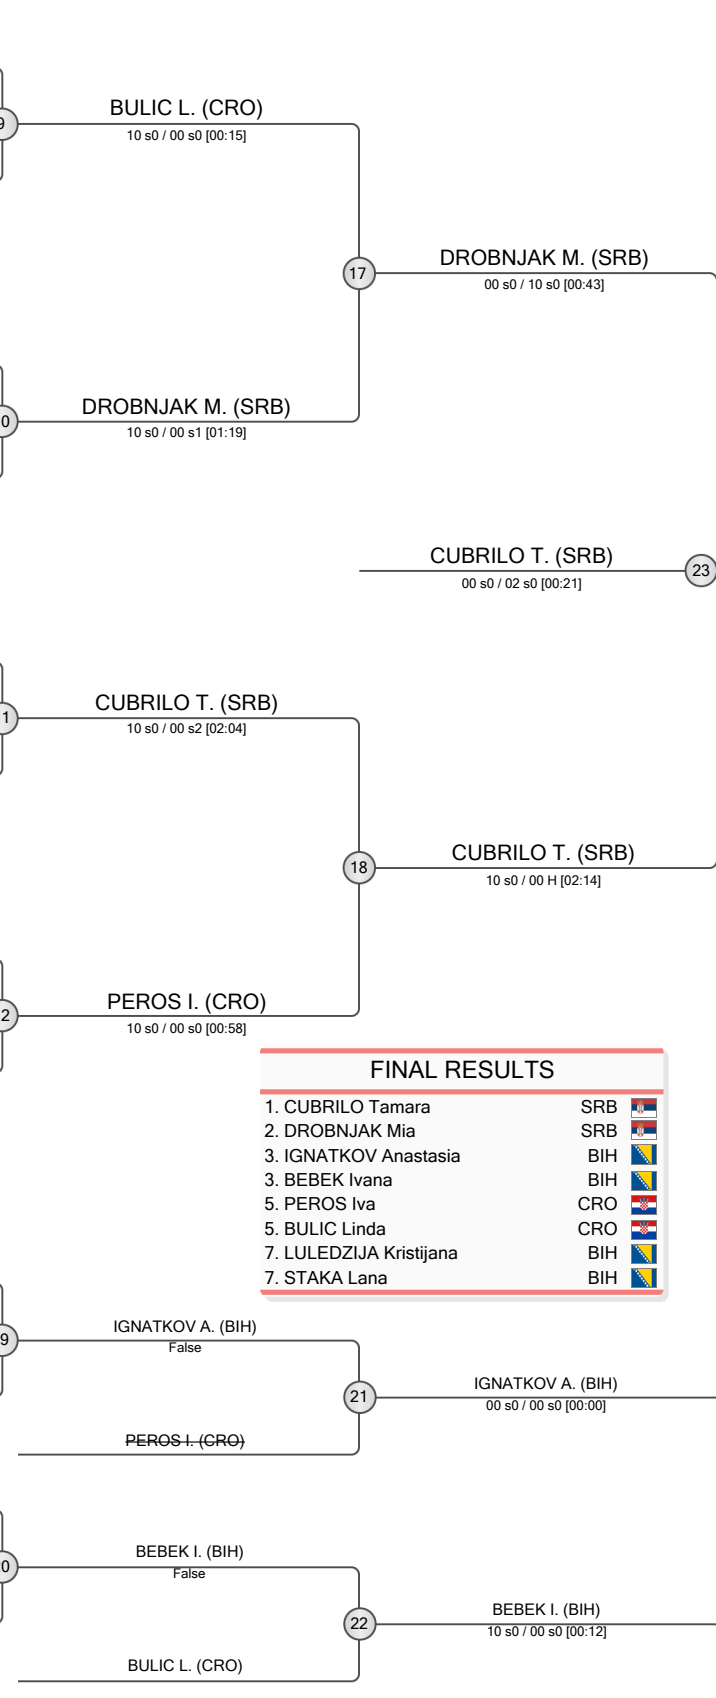 BULIC L. (CRO)
9
10 s0 / 00 s0 [00:15]
DROBNJAK M. (SRB)
17
00 s0 / 10 s0 [00:43]
DROBNJAK M. (SRB)
0
10 s0 / 00 s1 [01:19]
CUBRILO T. (SRB)
23
00 s0 / 02 s0 [00:21]
CUBRILO T. (SRB)
1
10 s0 / 00 s2 [02:04]
CUBRILO T. (SRB)
18
10 s0 / 00 H [02:14]
PEROS I. (CRO)
2
10 s0 / 00 s0 [00:58]
FINAL RESULTS
1. CUBRILO Tamara SRB
2. DROBNJAK Mia SRB
3. IGNATKOV Anastasia BIH
3. BEBEK Ivana BIH
5. PEROS Iva CRO
5. BULIC Linda CRO
7. LULEDZIJA Kristijana BIH
7. STAKA Lana BIH
IGNATKOV A. (BIH)
9
False
IGNATKOV A. (BIH)
21
00 s0 / 00 s0 [00:00]
PEROS I. (CRO)
BEBEK I. (BIH)
20
False
BEBEK I. (BIH)
22
10 s0 / 00 s0 [00:12]
BULIC L. (CRO)